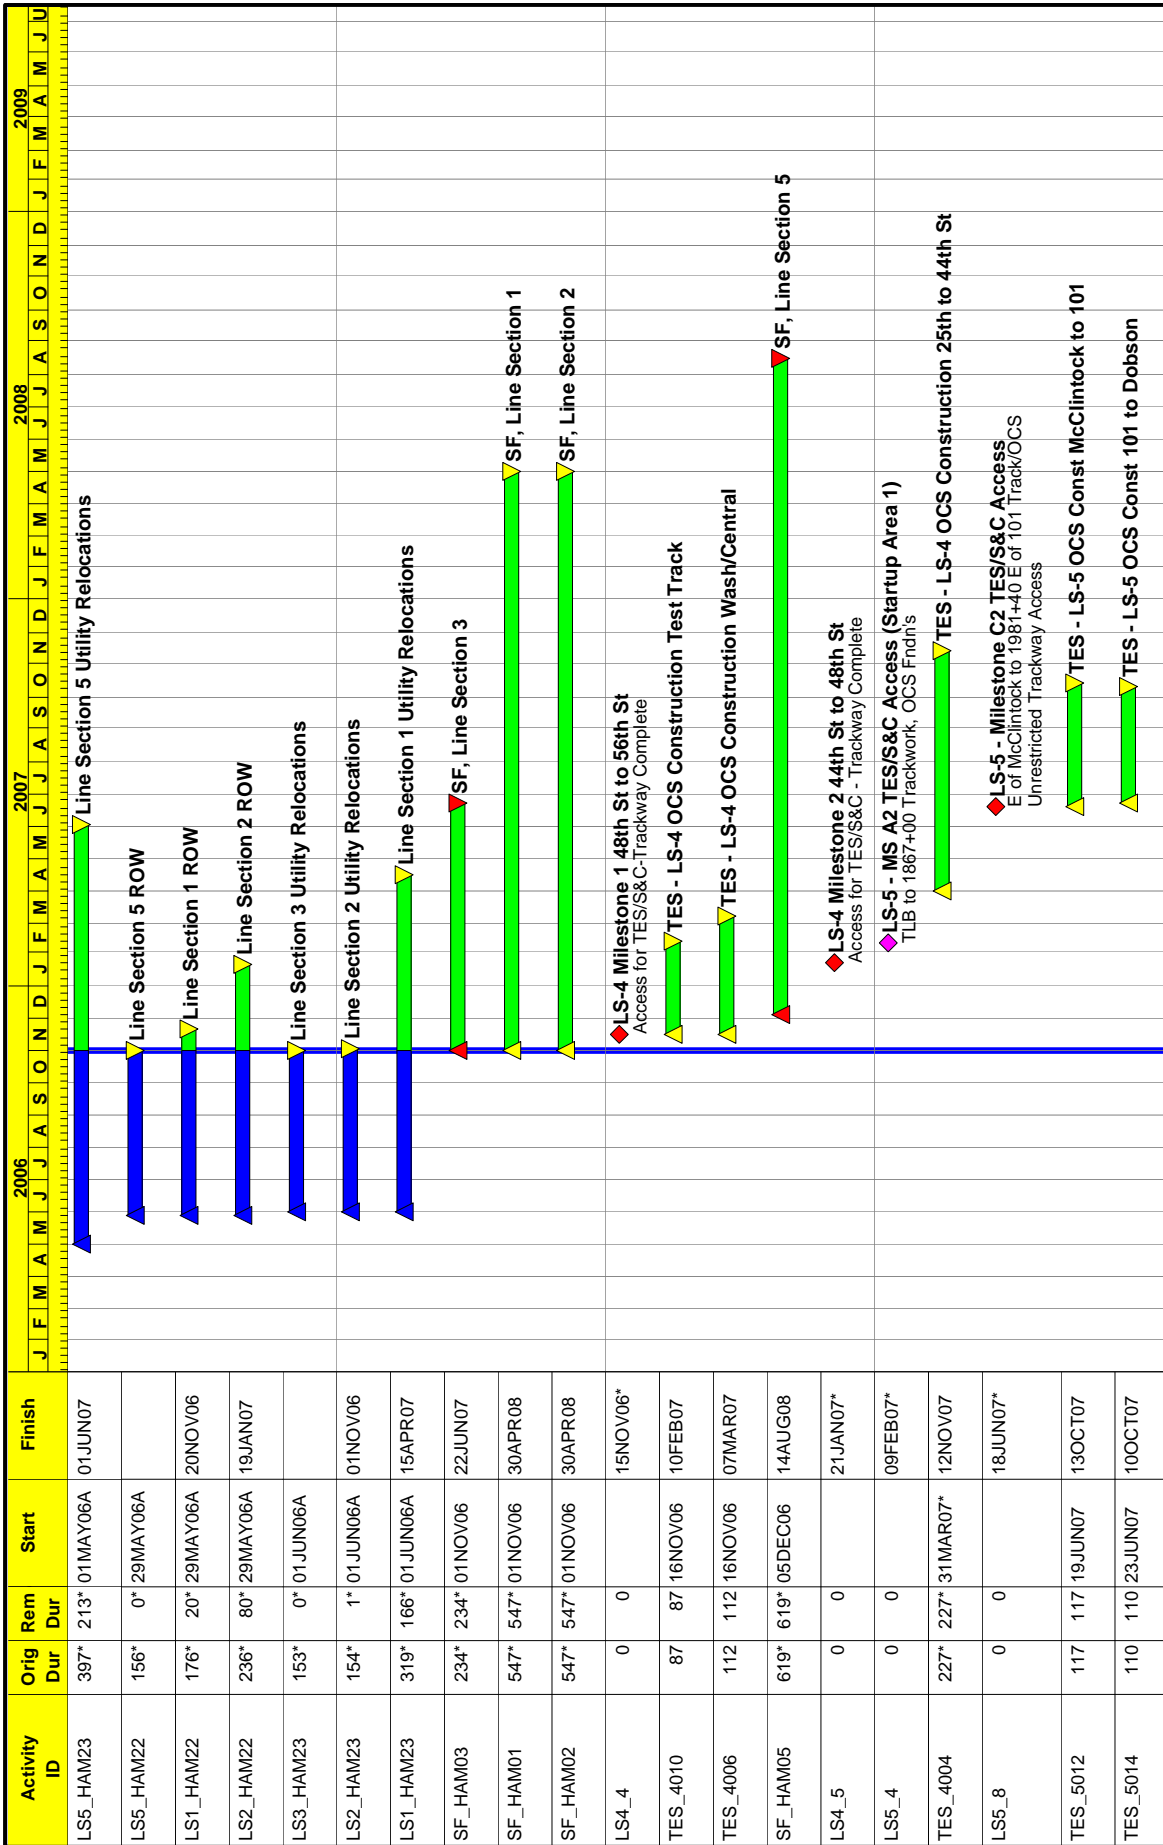 Activity ID Orig Dur Rem Dur Start Finish
2006 2007 2008 2009
J F M A M J J A S O N D J F M A M J J A S O N D J F M A M J J A S O N D J F M A M J U
LS5_HAM23 397* 213* 01MAY06A 01JUN07 Line Section 5 Utility Relocations
LS5_HAM22 156* 0* 29MAY06A Line Section 5 ROW
LS1_HAM22 176* 20* 29MAY06A 20NOV06 Line Section 1 ROW
LS2_HAM22 236* 80* 29MAY06A 19JAN07 Line Section 2 ROW
LS3_HAM23 153* 0* 01JUN06A Line Section 3 Utility Relocations
LS2_HAM23 154* 1* 01JUN06A 01NOV06 Line Section 2 Utility Relocations
LS1_HAM23 319* 166* 01JUN06A 15APR07 Line Section 1 Utility Relocations
SF_HAM03 234* 234* 01NOV06 22JUN07 SF, Line Section 3
SF_HAM01 547* 547* 01NOV06 30APR08 SF, Line Section 1
SF_HAM02 547* 547* 01NOV06 30APR08 SF, Line Section 2
LS4_4 0 0 15NOV06* LS-4 Milestone 1 48th St to 56th St
Access for TES/S&C-Trackway Complete
TES_4010 87 87 16NOV06 10FEB07 TES - LS-4 OCS Construction Test Track
TES_4006 112 112 16NOV06 07MAR07 TES - LS-4 OCS Construction Wash/Central
SF_HAM05 619* 619* 05DEC06 14AUG08 SF, Line Section 5
LS4_5 0 0 21JAN07* LS-4 Milestone 2 44th St to 48th St
Access for TES/S&C - Trackway Complete
LS5_4 0 0 09FEB07* LS-5 - MS A2 TES/S&C Access (Startup Area 1)
TLB to 1867+00 Trackwork, OCS Fndn's
TES_4004 227* 227* 31MAR07* 12NOV07 TES - LS-4 OCS Construction 25th to 44th St
LS5_8 0 0 18JUN07* LS-5 - Milestone C2 TES/S&C Access
E of McClintock to 1981+40 E of 101 Track/OCS
Unrestricted Trackway Access
TES_5012 117 117 19JUN07 13OCT07 TES - LS-5 OCS Const McClintock to 101
TES_5014 110 110 23JUN07 10OCT07 TES - LS-5 OCS Const 101 to Dobson